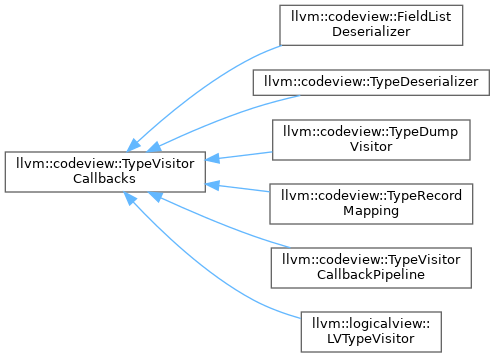 llvm::codeview::FieldList
Deserializer
llvm::codeview::TypeDeserializer
llvm::codeview::TypeDump
Visitor
llvm::codeview::TypeVisitor
Callbacks
llvm::codeview::TypeRecord
Mapping
llvm::codeview::TypeVisitor
CallbackPipeline
llvm::logicalview::
LVTypeVisitor